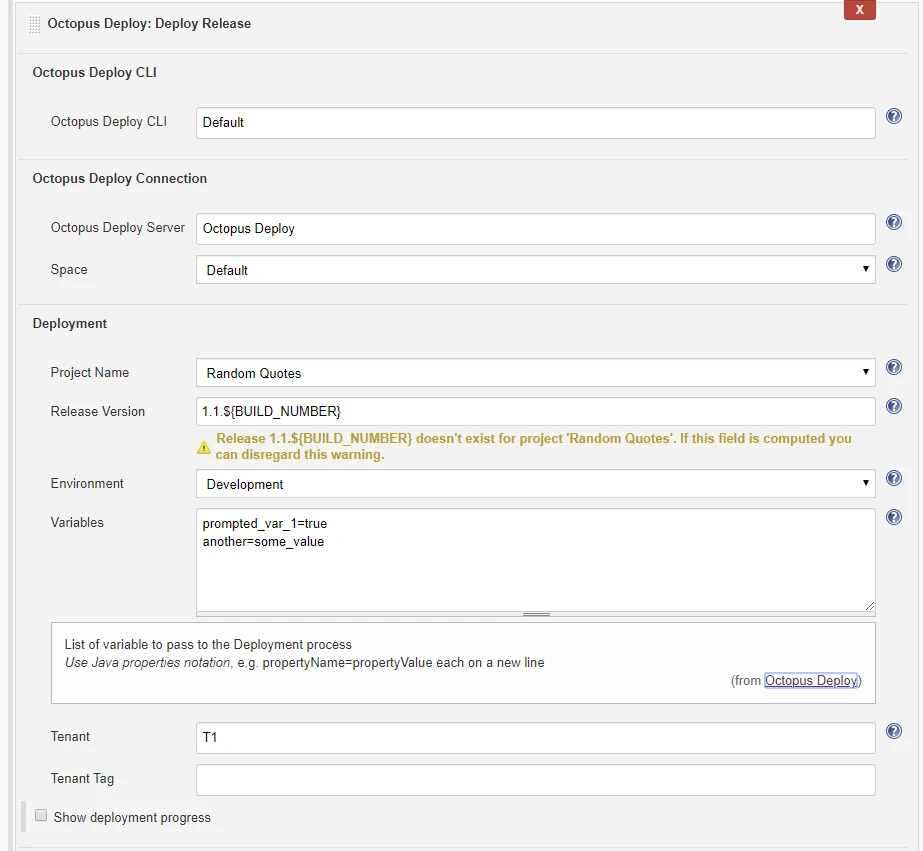 Octopus Deploy: Deploy Release
X
Octopus Deploy CLI
Octopus Deploy CLI
Default
?
Octopus Deploy Connection
Octopus Deploy Server
Octopus Deploy
?
Space
Default
?
Deployment
Project Name
Random Quotes
?
Release Version
1.1.${BUILD_NUMBER}
?
Release 1.1.${BUILD_NUMBER} doesn't exist for project 'Random Quotes'. If this field is computed you
can disregard this warning.
Environment
Development
?
Variables
prompted_var_1=true
another=some_value
?
List of variable to pass to the Deployment process
Use Java properties notation, e.g. propertyName=propertyValue each on a new line
(from Octopus Deploy)
Tenant
T1
?
Tenant Tag
Show deployment progress